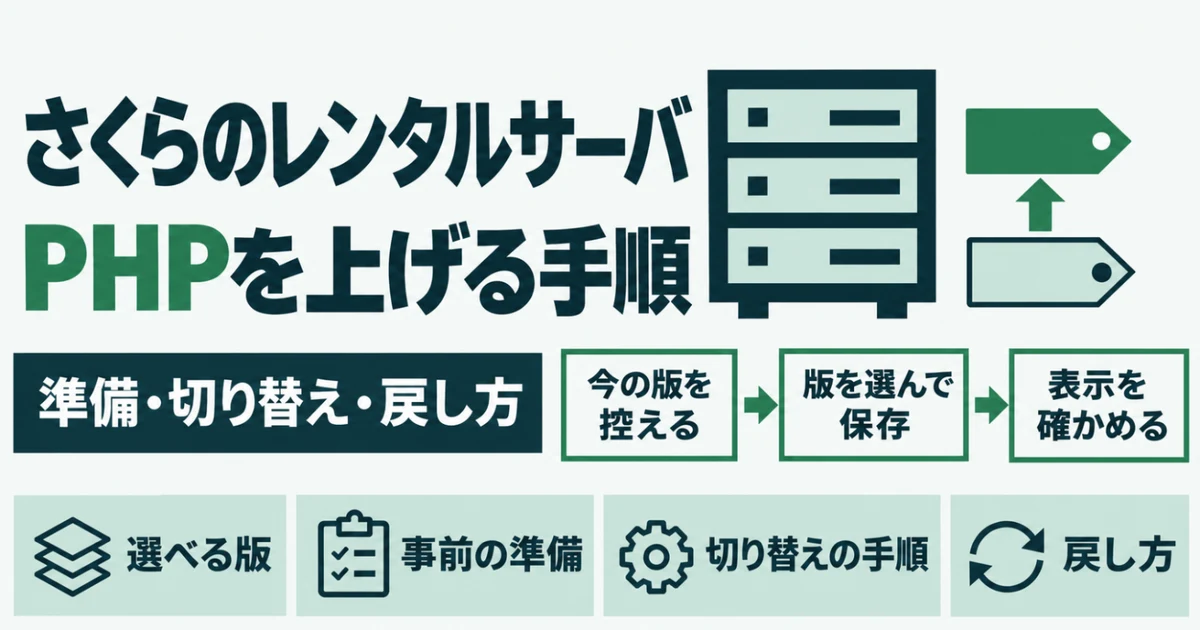 さくらのレンタルサーバ
PHPを上げる手順
準備・切り替え・戻し方
今の版を
控える
版を選んで
保存
表示を
確かめる
選べる版
事前の準備
切り替えの手順
戻し方